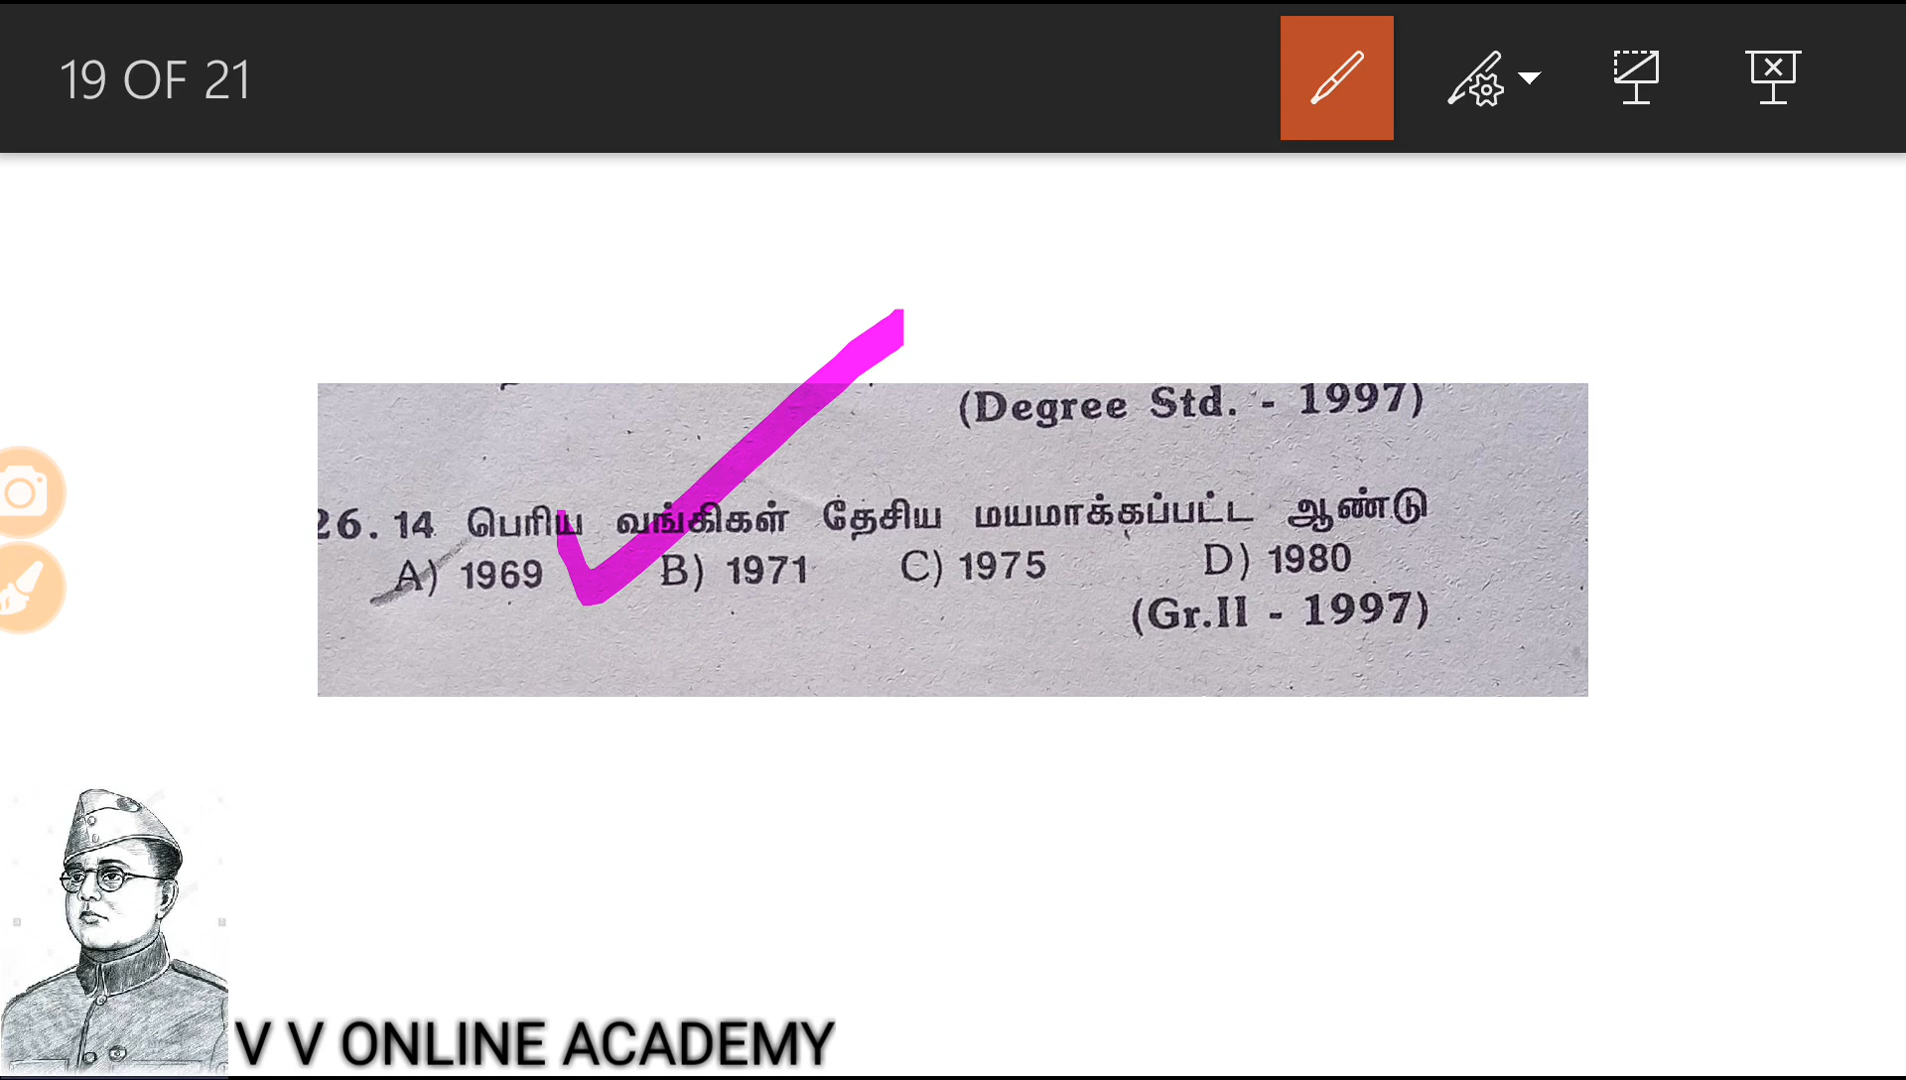 19 OF 21
(Degree Std. - 1997)
26. 14 பெரிய வங்கிகள் தேசிய மயமாக்கப்பட்ட ஆண்டு
A) 1969 B) 1971 C) 1975 D) 1980
(Gr.II - 1997)
V V ONLINE ACADEMY